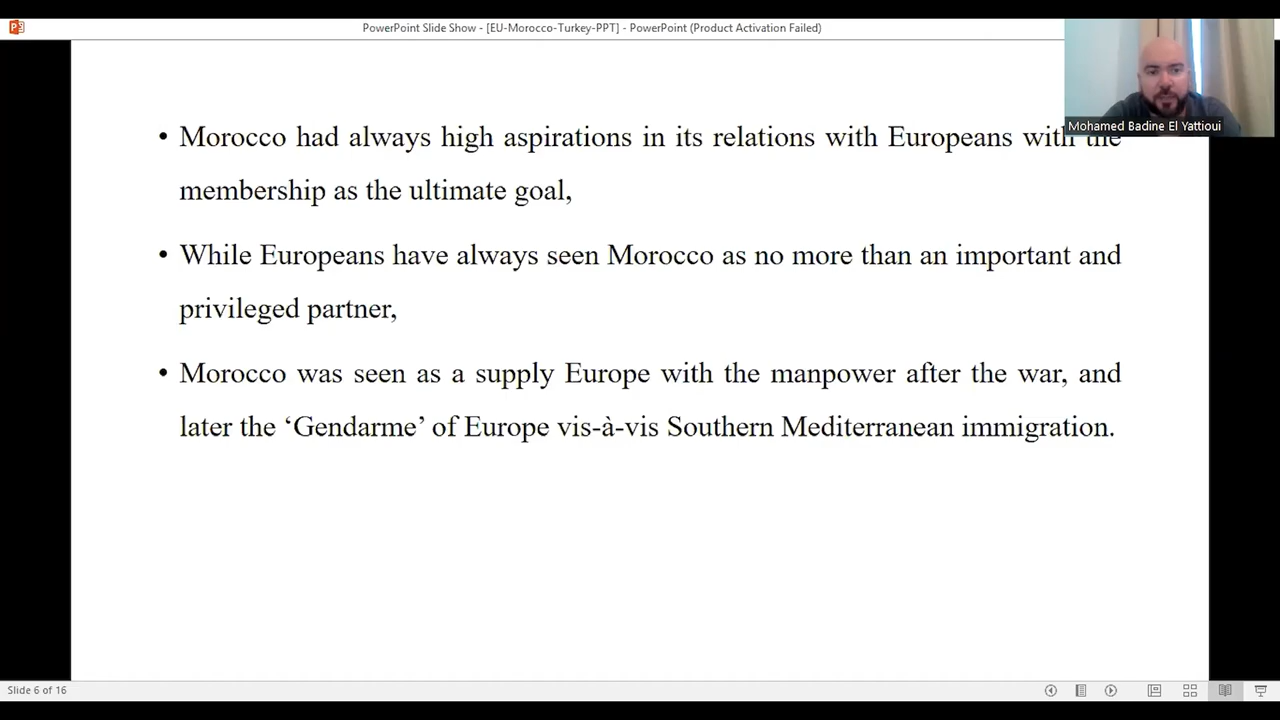 PowerPoint Slide Show - [EU-Morocco-Turkey-PPT] - PowerPoint (Product Activation Failed)
Mohamed Badine El Yattioui
• Morocco had always high aspirations in its relations with Europeans with the
membership as the ultimate goal,
• While Europeans have always seen Morocco as no more than an important and
privileged partner,
• Morocco was seen as a supply Europe with the manpower after the war, and
later the ‘Gendarme’ of Europe vis-à-vis Southern Mediterranean immigration.
Slide 6 of 16